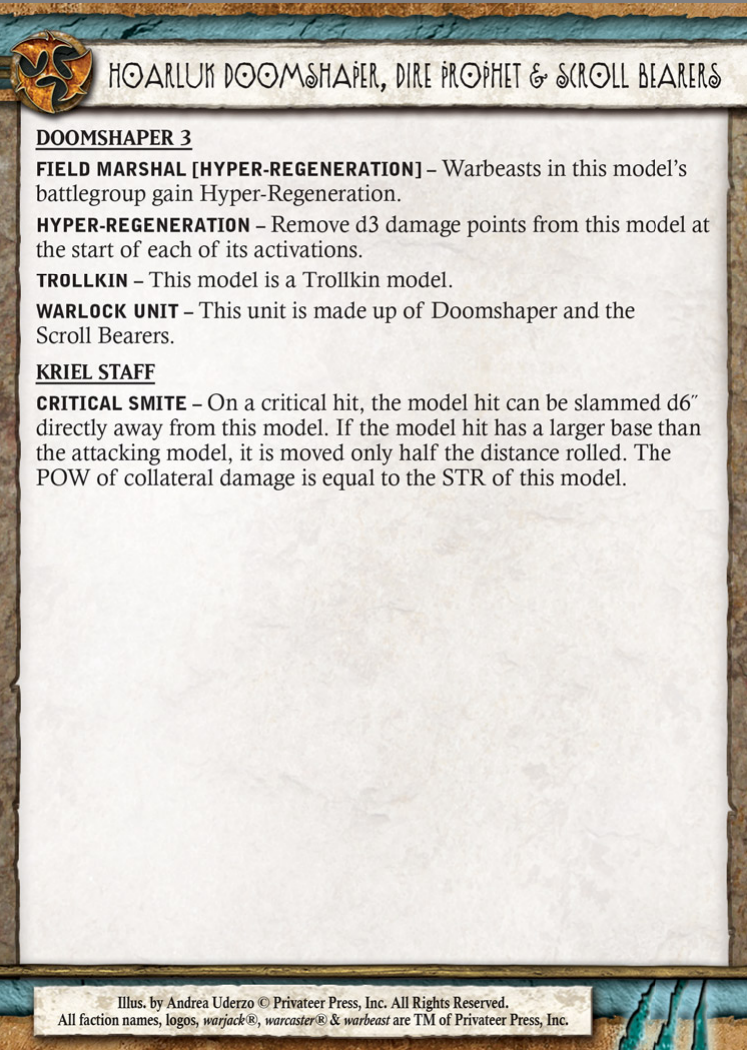 HOARLUK DOOMSHAPER, DIRE PROPHET & SCROLL BEARERS
DOOMSHAPER 3
FIELD MARSHAL [HYPER-REGENERATION] – Warbeasts in this model's
battlegroup gain Hyper-Regeneration.
HYPER-REGENERATION – Remove d3 damage points from this model at
the start of each of its activations.
TROLLKIN – This model is a Trollkin model.
WARLOCK UNIT – This unit is made up of Doomshaper and the
Scroll Bearers.
KRIEL STAFF
CRITICAL SMITE – On a critical hit, the model hit can be slammed d6″
directly away from this model. If the model hit has a larger base than
the attacking model, it is moved only half the distance rolled. The
POW of collateral damage is equal to the STR of this model.
Illus. by Andrea Uderzo © Privateer Press, Inc. All Rights Reserved.
All faction names, logos, warjack®, warcaster® & warbeast are TM of Privateer Press, Inc.